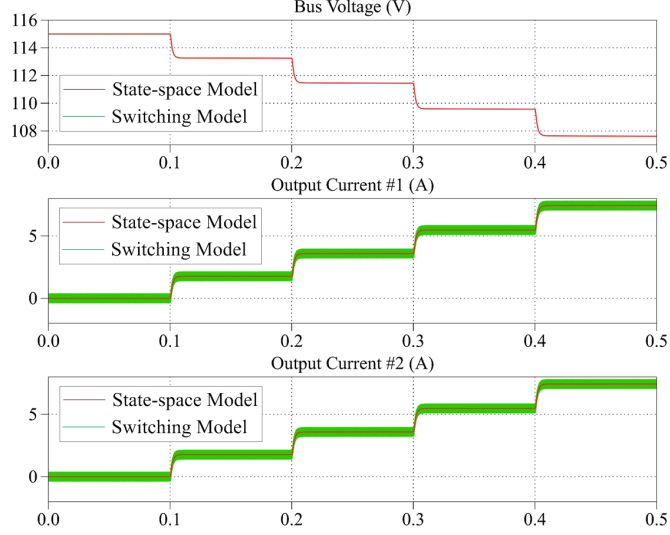 Bus Voltage (V)
116
114
112
110
108
State-space Model
Switching Model
0.0 0.1 0.2 0.3 0.4 0.5
Output Current #1 (A)
5
0
State-space Model
Switching Model
0.0 0.1 0.2 0.3 0.4 0.5
Output Current #2 (A)
5
0
State-space Model
Switching Model
0.0 0.1 0.2 0.3 0.4 0.5